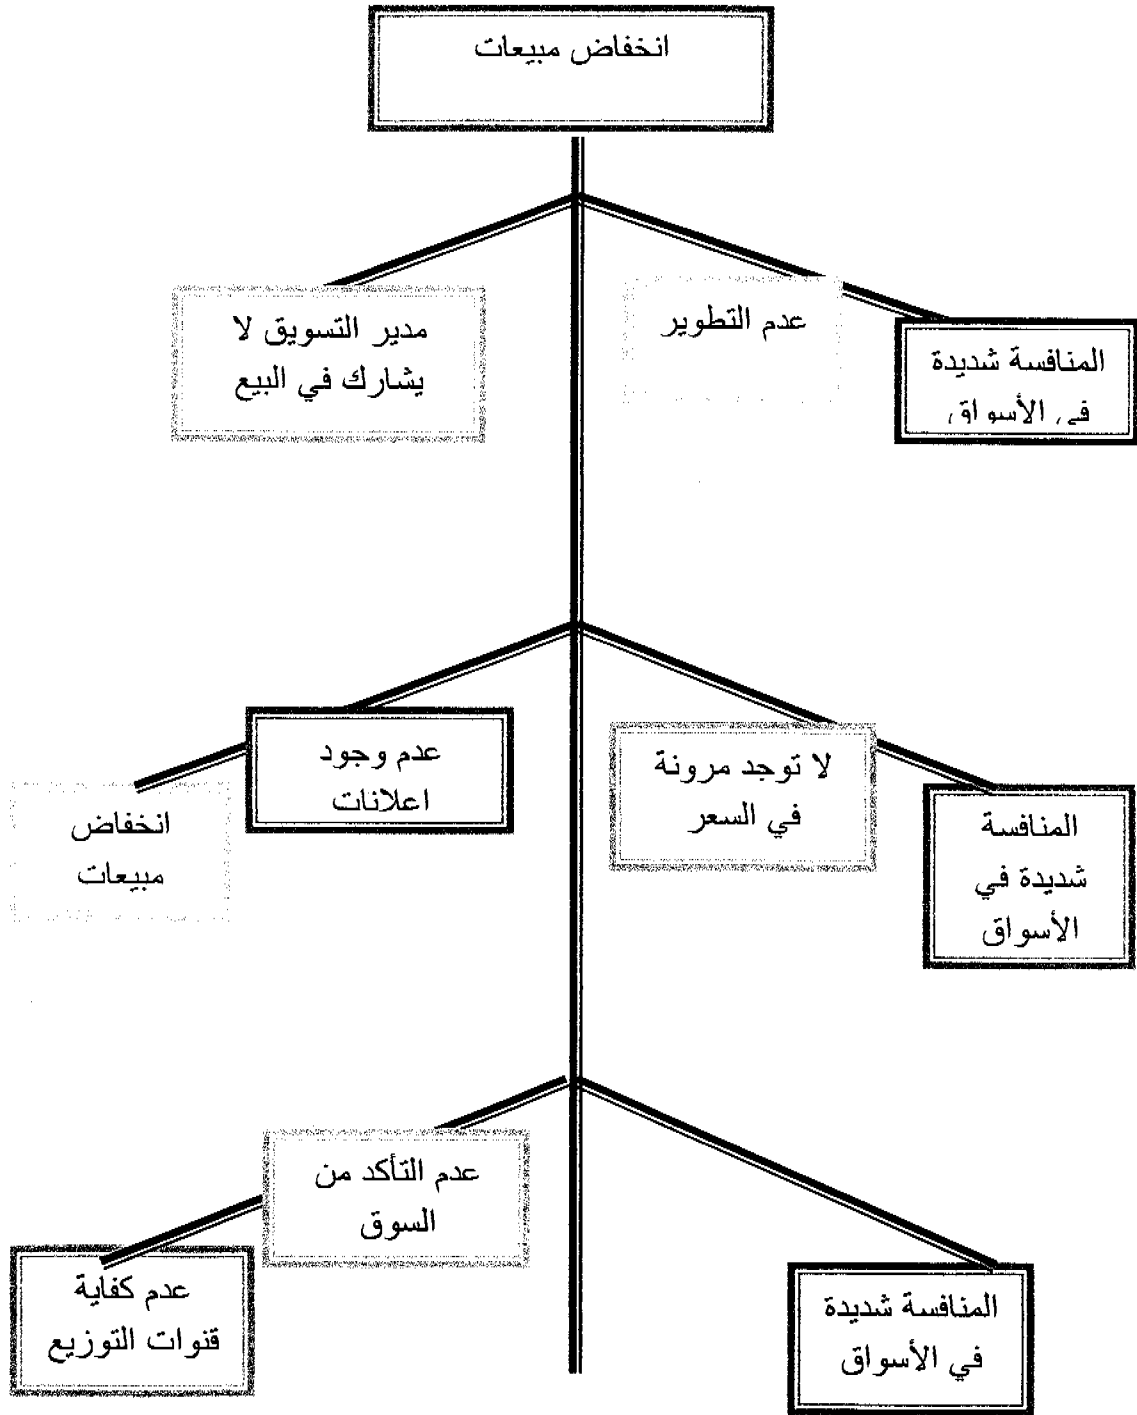 انخفاض مبيعات
المنافسة شديدة
في الأسواق
عدم التطوير
مدير التسويق لا
يشارك في البيع
المنافسة
شديدة في
الأسواق
لا توجد مرونة
في السعر
عدم وجود
اعلانات
انخفاض
مبيعات
المنافسة شديدة
في الأسواق
عدم التأكد من
السوق
عدم كفاية
قنوات التوزيع